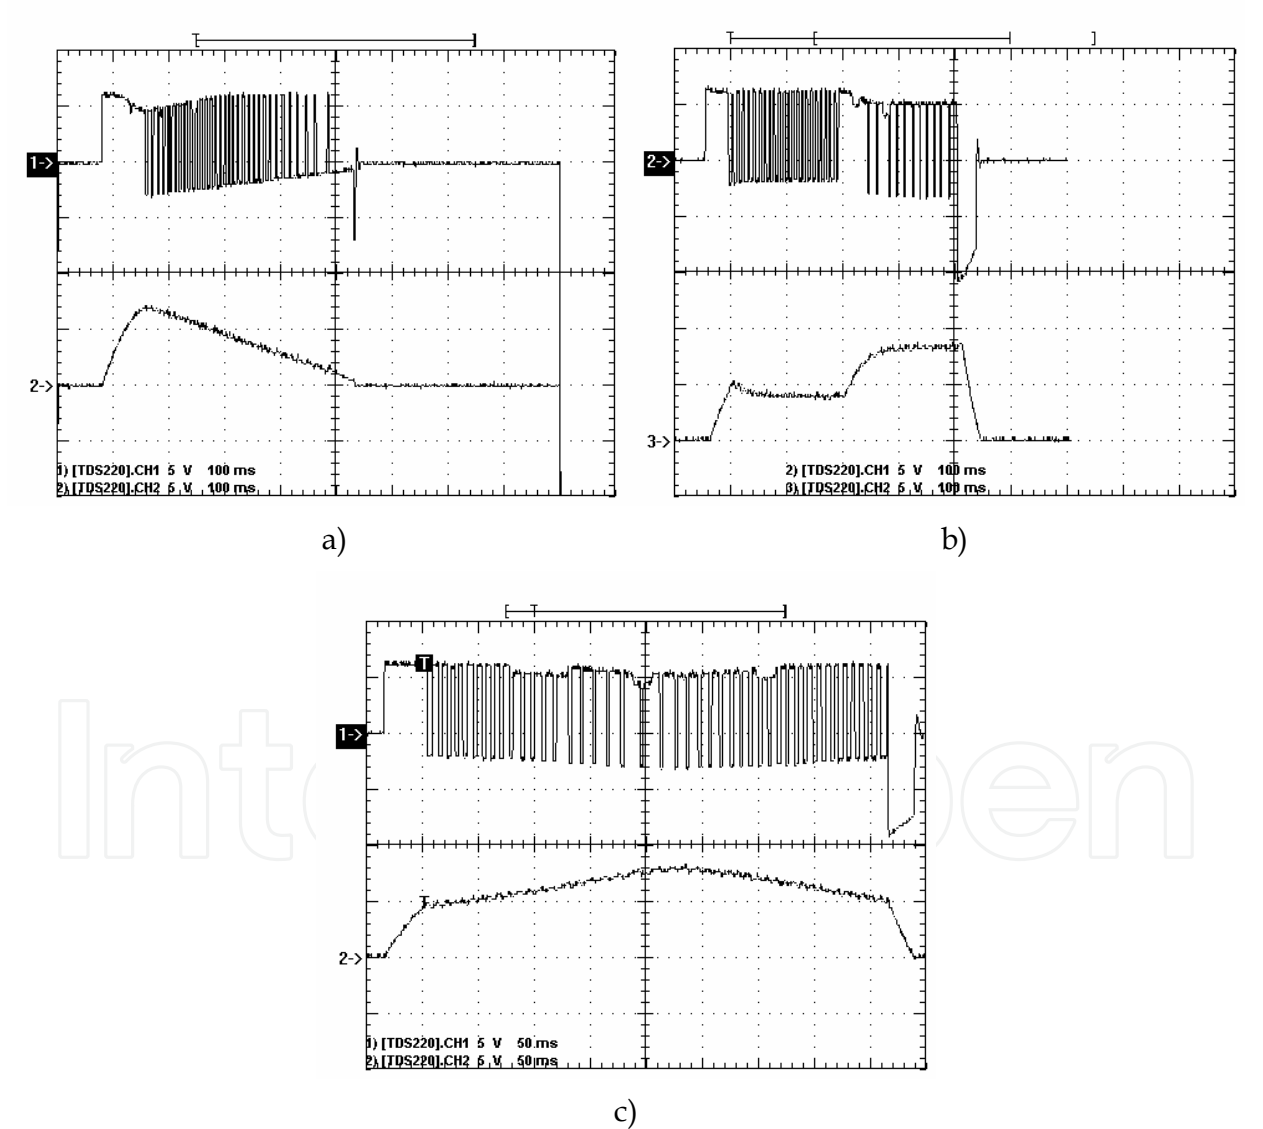 1->
2->
1) [TDS220].CH1 5 V 100 ms
2) [TDS220].CH2 5 V 100 ms
a)
2->
3->
2) [TDS220].CH1 5 V 100 ms
3) [TDS220].CH2 5 V 100 ms
b)
T
1->
T
2->
1) [TDS220].CH1 5 V 50 ms
2) [TDS220].CH2 5 V 50 ms
c)